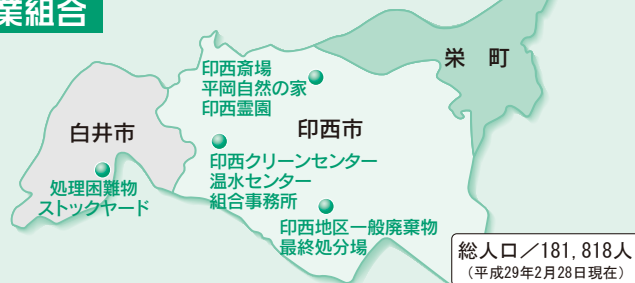 業組合
栄 町
印西斎場
平岡自然の家
印西霊園
印西市
白井市
印西クリーンセンター
温水センター
組合事務所
処理困難物
ストックヤード
印西地区一般廃棄物
最終処分場
総人口／181,818人
（平成29年2月28日現在）